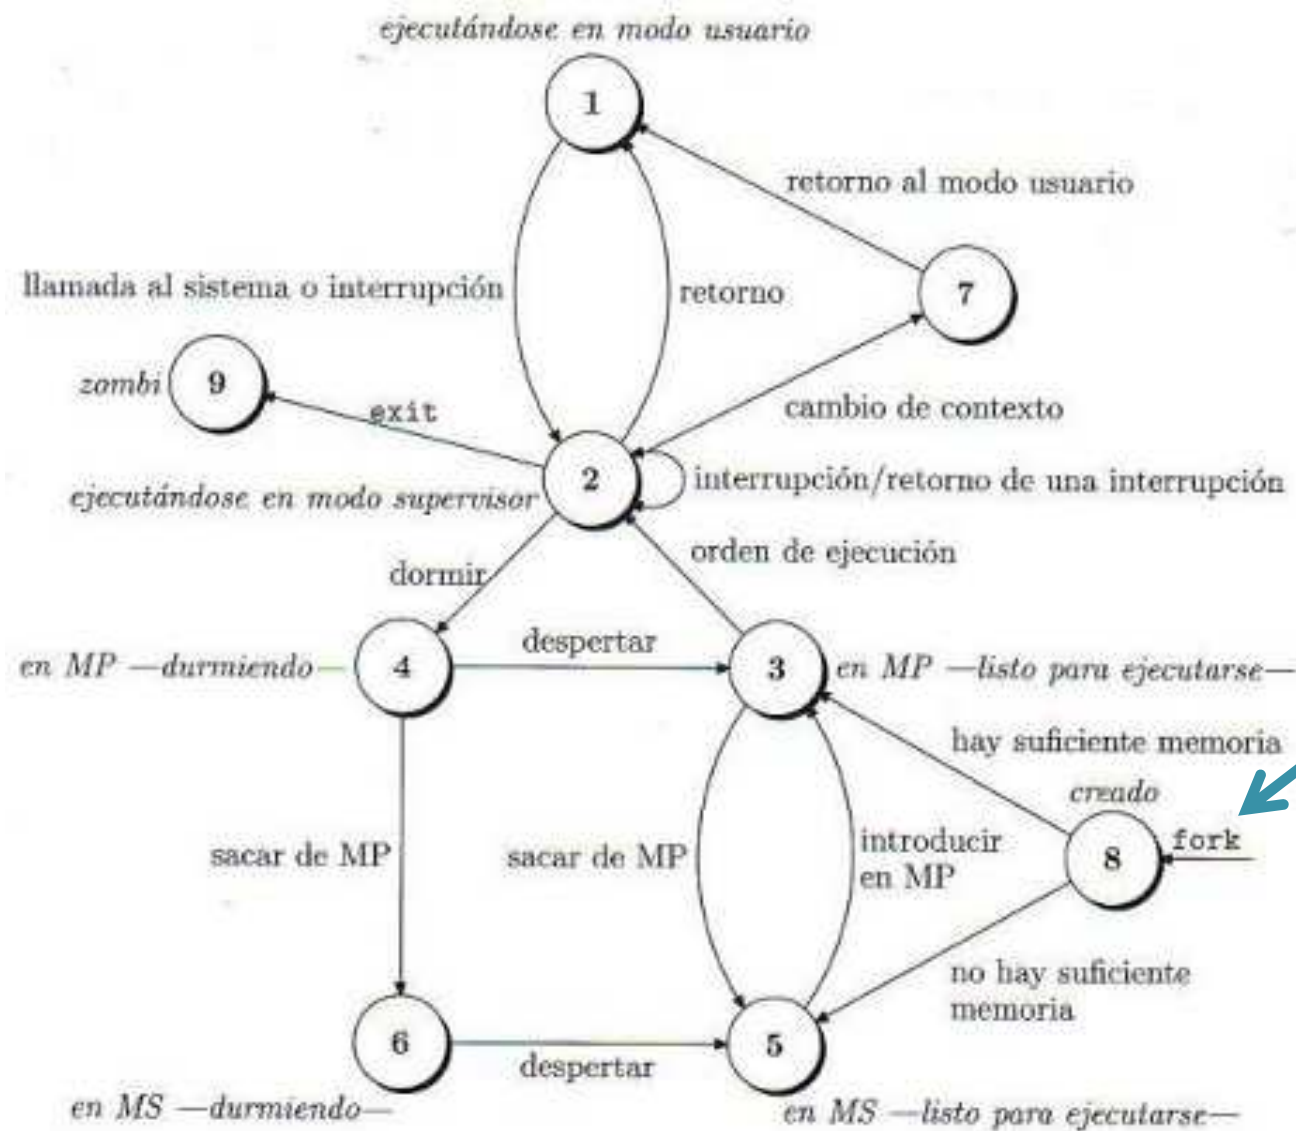 ejecutándose en modo usuario
1
retorno al modo usuario
llamada al sistema o interrupción
retorno
7
zombi
9
exit
cambio de contexto
2
interrupción/retorno de una interrupción
ejecutándose en modo supervisor
orden de ejecución
dormir
despertar
en MP —durmiendo—
4
3
en MP —listo para ejecutarse—
hay suficiente memoria
creado
fork
8
sacar de MP
sacar de MP
introducir
en MP
no hay suficiente
memoria
6
5
despertar
en MS —durmiendo—
en MS —listo para ejecutarse—